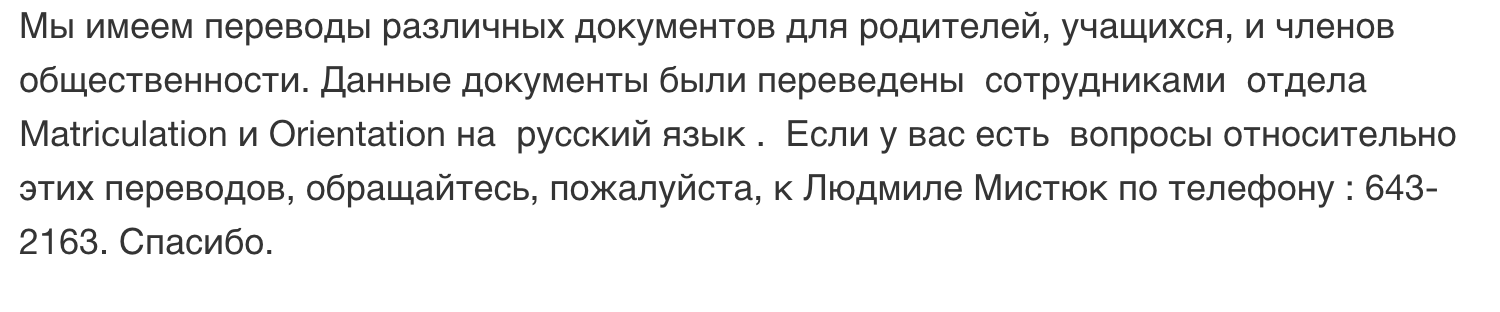 Мы имеем переводы различных документов для родителей, учащихся, и членов
общественности. Данные документы были переведены  сотрудниками  отдела
Matriculation и Orientation на  русский язык .  Если у вас есть  вопросы относительно
этих переводов, обращайтесь, пожалуйста, к Людмиле Мистюк по телефону : 643-
2163. Спасибо.